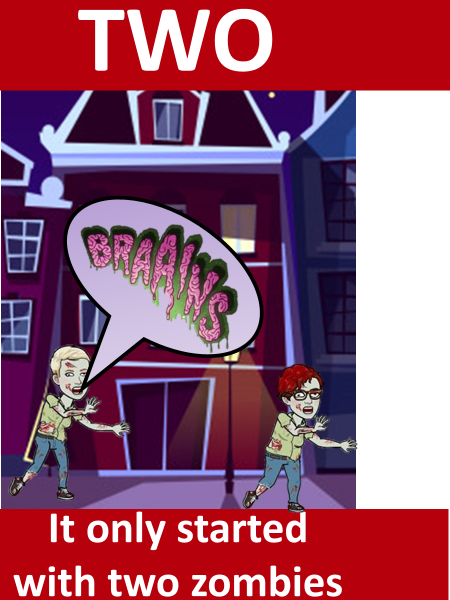 TWO
BRAAINS
It only started
with two zombies